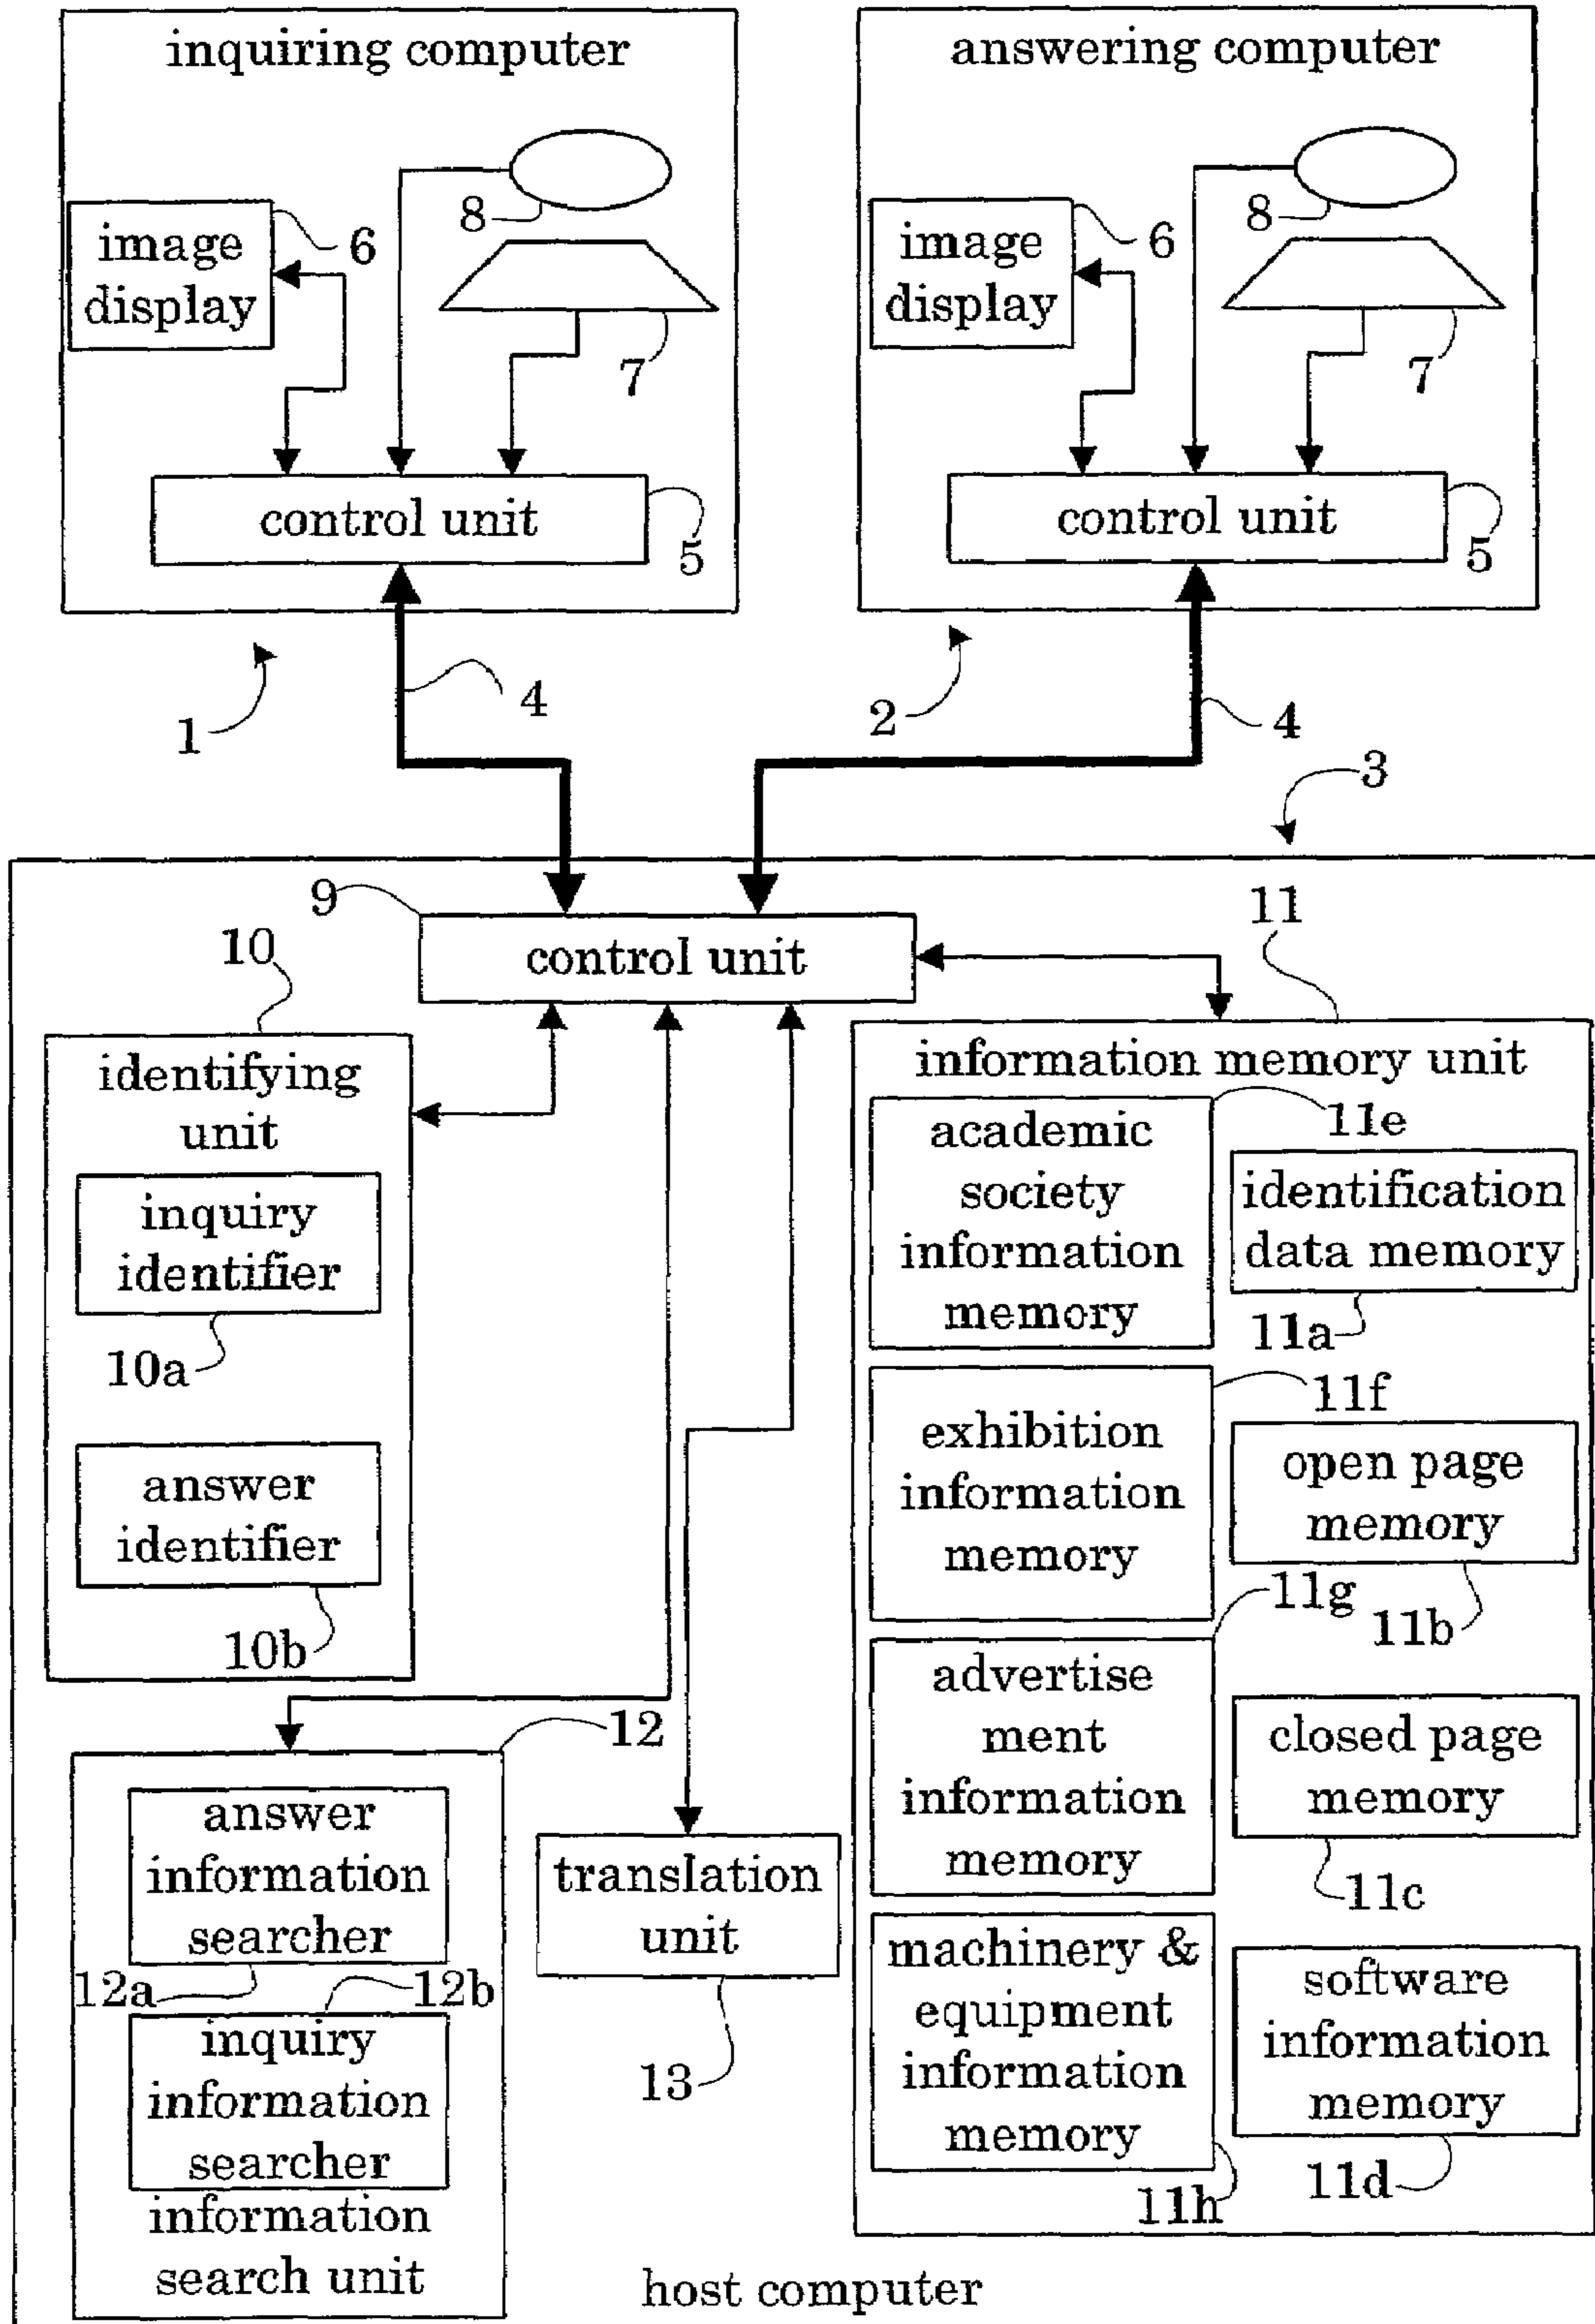 inquiring computer
8
image
display
6
7
control unit
5
1
4
answering computer
8
image
display
6
7
control unit
5
2
4
3
9
control unit
10
identifying
unit
inquiry
identifier
10a
answer
identifier
10b
11
information memory unit
academic
society
information
memory
11e
identification
data memory
11a
exhibition
information
memory
11f
open page
memory
11b
advertise
ment
information
memory
11g
closed page
memory
11c
machinery &
equipment
information
memory
11h
software
information
memory
11d
12
answer
information
searcher
12a
12b
inquiry
information
searcher
information
search unit
translation
unit
13
host computer